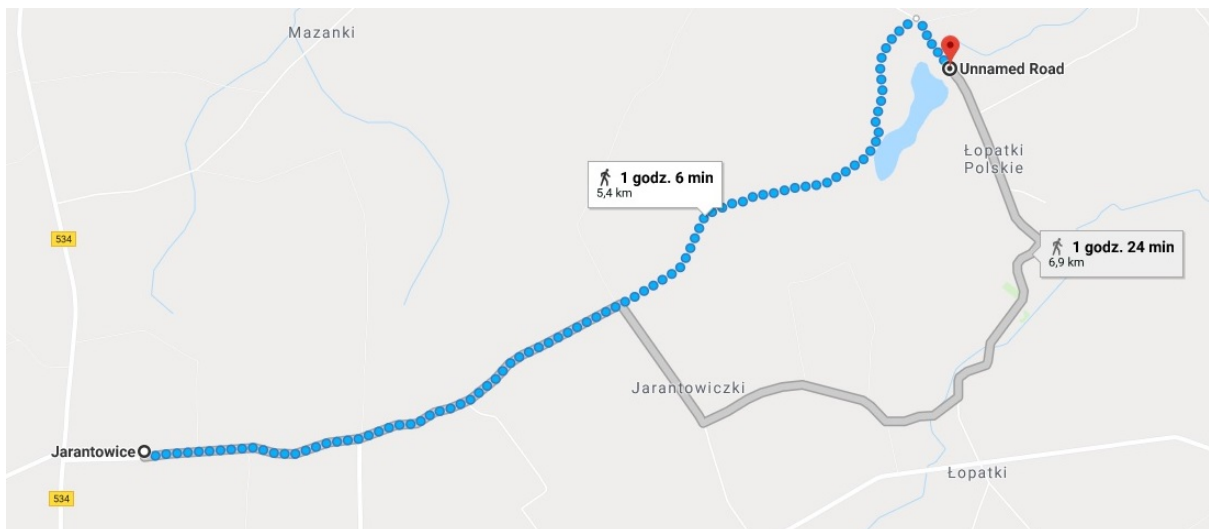 Mazanki
Unnamed Road
Łopatki
Polskie
1 godz. 6 min
5,4 km
534
1 godz. 24 min
6,9 km
Jarantowiczki
Jarantowice
Łopatki
534